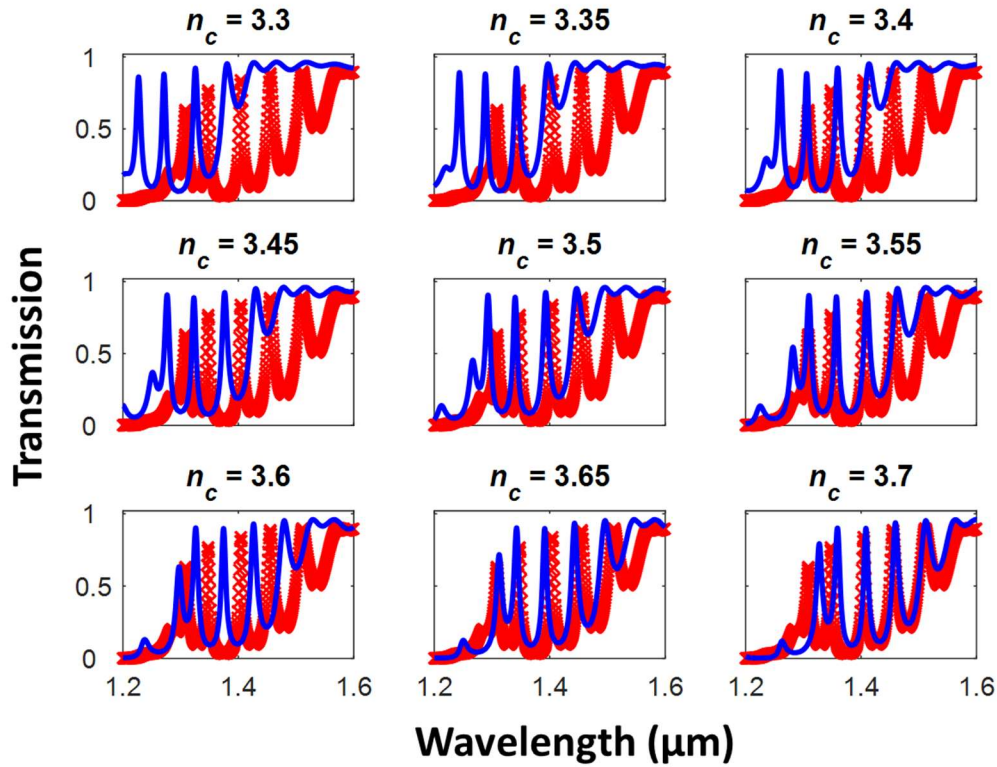 n_c = 3.3
n_c = 3.35
n_c = 3.4
1
0.5
0
n_c = 3.45
n_c = 3.5
n_c = 3.55
1
0.5
0
n_c = 3.6
n_c = 3.65
n_c = 3.7
1
0.5
0
1.2 1.4 1.6
1.2 1.4 1.6
1.2 1.4 1.6
Transmission
Wavelength (μm)